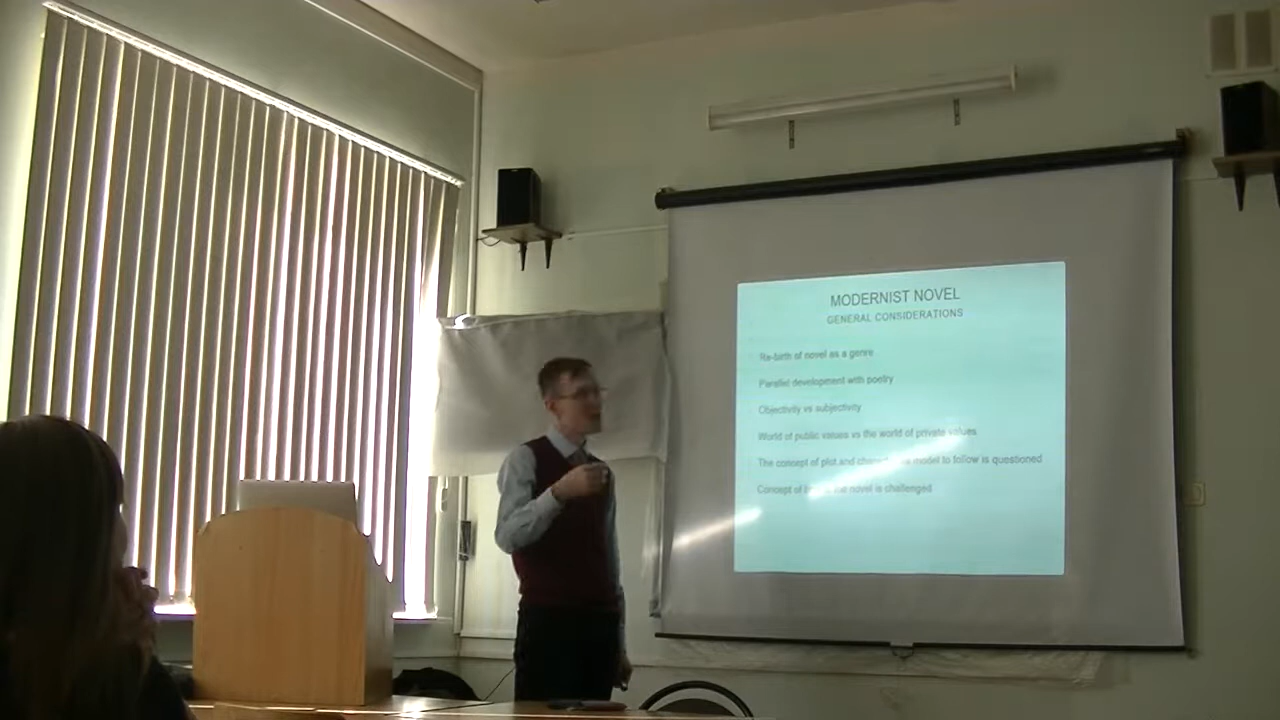 MODERNIST NOVEL
GENERAL CONSIDERATIONS
Re-birth of novel as a genre
Parallel development with poetry
Objectivity vs subjectivity
World of public values vs the world of private values
The concept of plot and model to follow is questioned
Concept of the novel is challenged